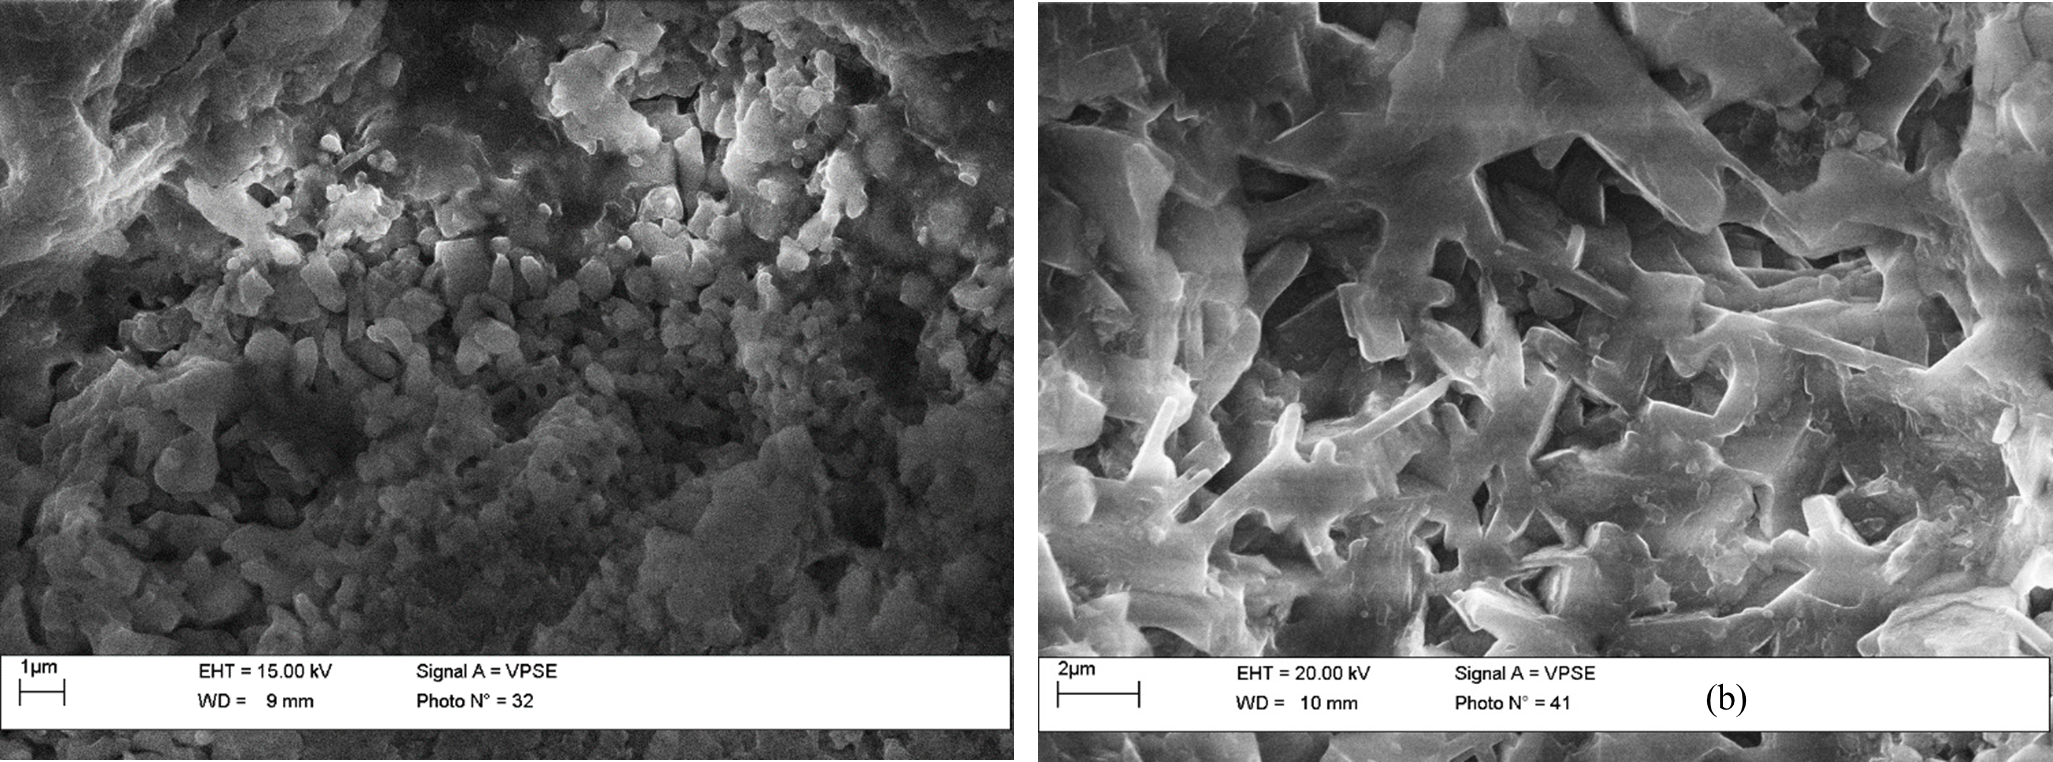 1μm EHT = 15.00 kV Signal A = VPSE
WD = 9 mm Photo N° = 32
2μm EHT = 20.00 kV Signal A = VPSE
WD = 10 mm Photo N° = 41 (b)